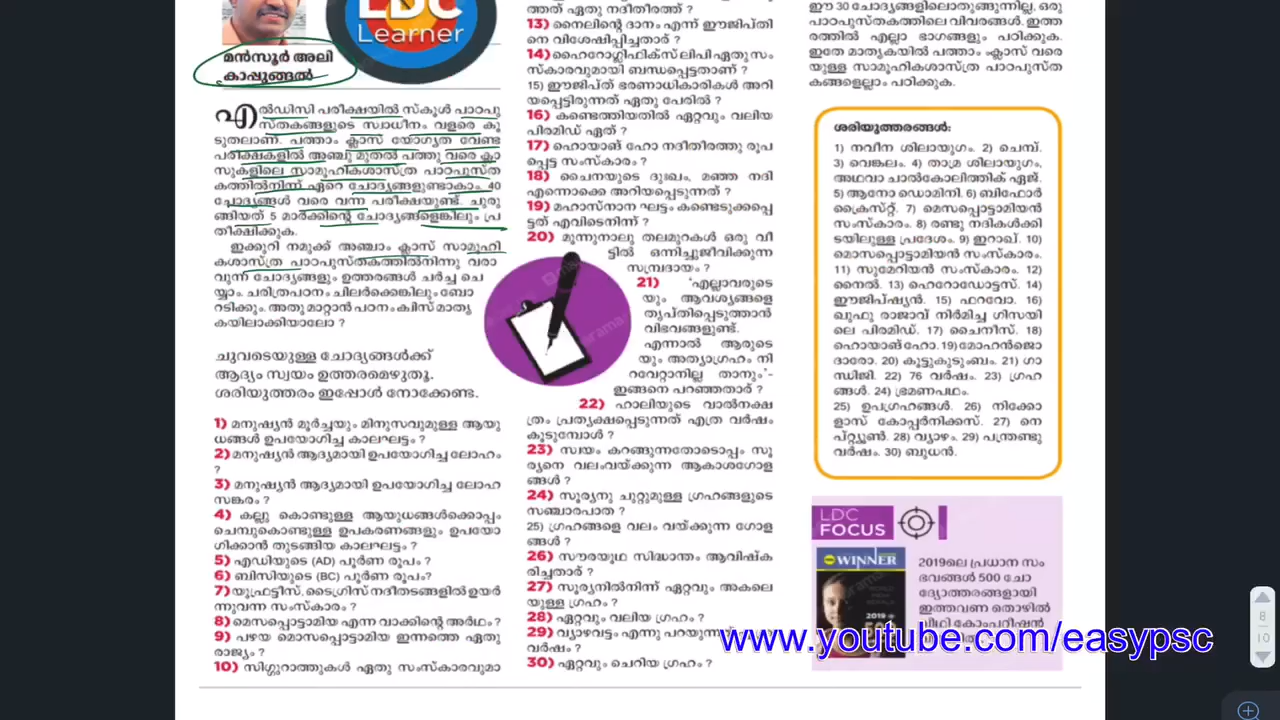 LDC
Learner
മൻസൂർ അലി
കാപ്പുങ്ങൽ
എൽഡിസി പരീക്ഷയിൽ സ്കൂൾ പാഠപു
സ്തകങ്ങളുടെ സ്വാധീനം വളരെ കൂ
ടുതലാണ്. പത്താം ക്ലാസ് യോഗ്യത വേണ്ട
പരീക്ഷകളിൽ അഞ്ചു മുതൽ പത്തു വരെ ക്ലാ
സുകളിലെ സാമൂഹികശാസ്ത്ര പാഠപുസ്ത
കത്തിൽനിന്ന് ഏറെ ചോദ്യങ്ങളുണ്ടാകാം. 40
ചോദ്യങ്ങൾ വരെ വന്ന പരീക്ഷയുണ്ട്. ചുരു
ങ്ങിയത് 5 മാർക്കിന്റെ ചോദ്യങ്ങളെങ്കിലും പ്ര
തീക്ഷിക്കുക.
ഇക്കുറി നമുക്ക് അഞ്ചാം ക്ലാസ് സാമൂഹി
കശാസ്ത്ര പാഠപുസ്തകത്തിൽനിന്നു വരാ
വുന്ന ചോദ്യങ്ങളും ഉത്തരങ്ങൾ ചർച്ച ചെ
യ്യാം. ചരിത്രപഠനം ചിലർക്കെങ്കിലും ബോ
റടിക്കും. അതു മാറ്റാൻ പഠനം ക്വിസ് മാതൃ
കയിലാക്കിയാലോ ?
ചുവടെയുള്ള ചോദ്യങ്ങൾക്ക്
ആദ്യം സ്വയം ഉത്തരമെഴുതൂ.
ശരിയുത്തരം ഇപ്പോൾ നോക്കേണ്ട.
1) മനുഷ്യൻ മൂർച്ചയും മിനുസവുമുള്ള ആയു
ധങ്ങൾ ഉപയോഗിച്ച കാലഘട്ടം ?
2) മനുഷ്യൻ ആദ്യമായി ഉപയോഗിച്ച ലോഹം
?
3) മനുഷ്യൻ ആദ്യമായി ഉപയോഗിച്ച ലോഹ
സങ്കരം ?
4) കല്ലു കൊണ്ടുള്ള ആയുധങ്ങൾക്കൊപ്പം
ചെമ്പുകൊണ്ടുള്ള ഉപകരണങ്ങളും ഉപയോ
ഗിക്കാൻ തുടങ്ങിയ കാലഘട്ടം ?
5) എഡിയുടെ (AD) പൂർണ രൂപം ?
6) ബിസിയുടെ (BC) പൂർണ രൂപം?
7) യൂഫ്രട്ടീസ്, ടൈഗ്രിസ് നദീതടങ്ങളിൽ ഉയർ
ന്നുവന്ന സംസ്കാരം ?
8) മെസപ്പൊട്ടാമിയ എന്ന വാക്കിന്റെ അർഥം ?
9) പഴയ മൊസപ്പൊട്ടാമിയ ഇന്നത്തെ ഏതു
രാജ്യം ?
10) സിഗ്ഗുറാത്തുകൾ ഏതു സംസ്കാരവുമാ
ത്തത് ഏതു നദീതീരത്ത് ?
13) നൈലിന്റെ ദാനം എന്ന് ഈജിപ്തി
നെ വിശേഷിപ്പിച്ചതാര് ?
14) ഹൈറോഗ്ലിഫിക്സ് ലിപി ഏതു സം
സ്കാരവുമായി ബന്ധപ്പെട്ടതാണ് ?
15) ഈജിപ്ത് ഭരണാധികാരികൾ അറി
യപ്പെട്ടിരുന്നത് ഏതു പേരിൽ ?
16) കണ്ടെത്തിയതിൽ ഏറ്റവും വലിയ
പിരമിഡ് ഏത് ?
17) ഹൊയാങ് ഹോ നദീതീരത്തു രൂപ
പ്പെട്ട സംസ്കാരം ?
18) ചൈനയുടെ ദുഃഖം, മഞ്ഞ നദി
എന്നൊക്കെ അറിയപ്പെടുന്നത് ?
19) മഹാസ്നാന ഘട്ടം കണ്ടെടുക്കപ്പെ
ട്ടത് എവിടെനിന്ന് ?
20) മൂന്നുനാലു തലമുറകൾ ഒരു വീ
ട്ടിൽ ഒന്നിച്ചുജീവിക്കുന്ന
സമ്പ്രദായം ?
21) 'എല്ലാവരുടെ
യും ആവശ്യങ്ങളെ
തൃപ്തിപ്പെടുത്താൻ
വിഭവങ്ങളുണ്ട്.
എന്നാൽ ആരുടെ
യും അത്യാഗ്രഹം നി
റവേറ്റാനില്ല താനും'-
ഇങ്ങനെ പറഞ്ഞതാര് ?
22) ഹാലിയുടെ വാൽനക്ഷ
ത്രം പ്രത്യക്ഷപ്പെടുന്നത് എത്ര വർഷം
കൂടുമ്പോൾ ?
23) സ്വയം കറങ്ങുന്നതോടൊപ്പം സൂ
ര്യനെ വലംവയ്ക്കുന്ന ആകാശഗോള
ങ്ങൾ ?
24) സൂര്യനു ചുറ്റുമുള്ള ഗ്രഹങ്ങളുടെ
സഞ്ചാരപാത ?
25) ഗ്രഹങ്ങളെ വലം വയ്ക്കുന്ന ഗോള
ങ്ങൾ ?
26) സൗരയൂഥ സിദ്ധാന്തം ആവിഷ്ക
രിച്ചതാര് ?
27) സൂര്യനിൽനിന്ന് ഏറ്റവും അകലെ
യുള്ള ഗ്രഹം ?
28) ഏറ്റവും വലിയ ഗ്രഹം ?
29) വ്യാഴവട്ടം എന്നു പറയുന്ന
വർഷം ?
30) ഏറ്റവും ചെറിയ ഗ്രഹം ?
ഈ 30 ചോദ്യങ്ങളിലൊതുങ്ങുന്നില്ല, ഒരു
പാഠപുസ്തകത്തിലെ വിവരങ്ങൾ. ഇത്ത
രത്തിൽ എല്ലാ ഭാഗങ്ങളും പഠിക്കുക.
ഇതേ മാതൃകയിൽ പത്താം ക്ലാസ് വരെ
യുള്ള സാമൂഹികശാസ്ത്ര പാഠപുസ്ത
കങ്ങളെല്ലാം പഠിക്കുക.
ശരിയുത്തരങ്ങൾ:
1) നവീന ശിലായുഗം. 2) ചെമ്പ്.
3) വെങ്കലം. 4) താമ്ര ശിലായുഗം,
അഥവാ ചാൽകോലിത്തിക് ഏജ്.
5) ആനോ ഡൊമിനി. 6) ബിഫോർ
ക്രൈസ്റ്റ്. 7) മെസപ്പൊട്ടാമിയൻ
സംസ്കാരം. 8) രണ്ടു നദികൾക്കി
ടയിലുള്ള പ്രദേശം. 9) ഇറാഖ്. 10)
മൊസപ്പൊട്ടാമിയൻ സംസ്കാരം.
11) സുമേറിയൻ സംസ്കാരം. 12)
നൈൽ. 13) ഹെറോഡോട്ടസ്. 14)
ഈജിപ്ഷ്യൻ. 15) ഫറവോ. 16)
ഖുഫു രാജാവ് നിർമിച്ച ഗിസയി
ലെ പിരമിഡ്. 17) ചൈനീസ്. 18)
ഹൊയാങ് ഹോ. 19) മോഹൻജൊ
ദാരോ. 20) കൂട്ടുകുടുംബം. 21) ഗാ
ന്ധിജി. 22) 76 വർഷം. 23) ഗ്രഹ
ങ്ങൾ. 24) ഭ്രമണപഥം.
25) ഉപഗ്രഹങ്ങൾ. 26) നിക്കോ
ളാസ് കോപ്പർനിക്കസ്. 27) നെ
പ്റ്റ്യൂൺ. 28) വ്യാഴം. 29) പന്ത്രണ്ടു
വർഷം. 30) ബുധൻ.
LDC
FOCUS
WINNER
2019ലെ പ്രധാന സം
ഭവങ്ങൾ 500 ചോ
ദ്യോത്തരങ്ങളായി
ഇത്തവണ തൊഴിൽ
വീഥി കോംപറ്റീഷൻ
www.youtube.com/easypsc
8
10